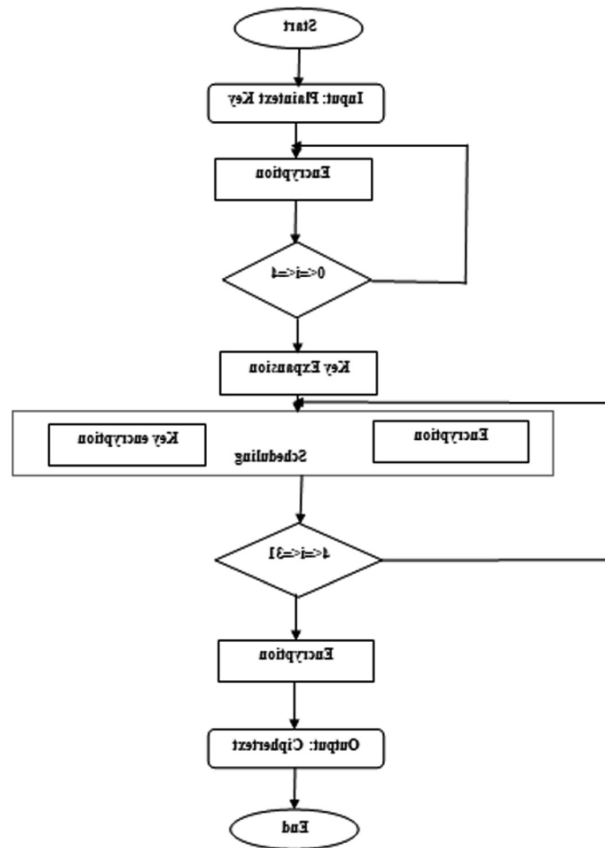 Start
Input: Plaintext Key
Encryption
0<=i<=4
Key Expansion
Encryption
Key encryption
Scheduling
4<=i<=31
Encryption
Output: Ciphertext
End